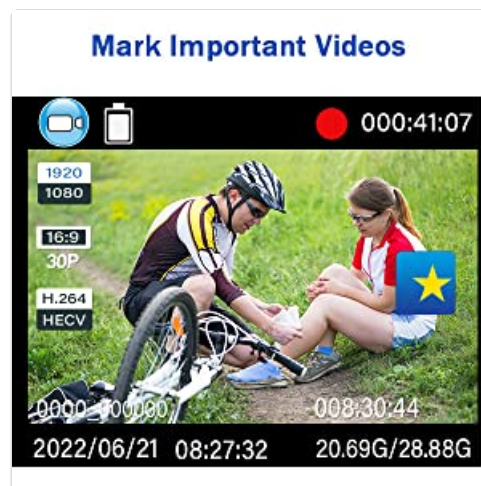 Mark Important Videos
000:41:07
1920
1080
16:9
30P
H.264
HECV
0000_000000
008:30:44
2022/06/21 08:27:32
20.69G/28.88G